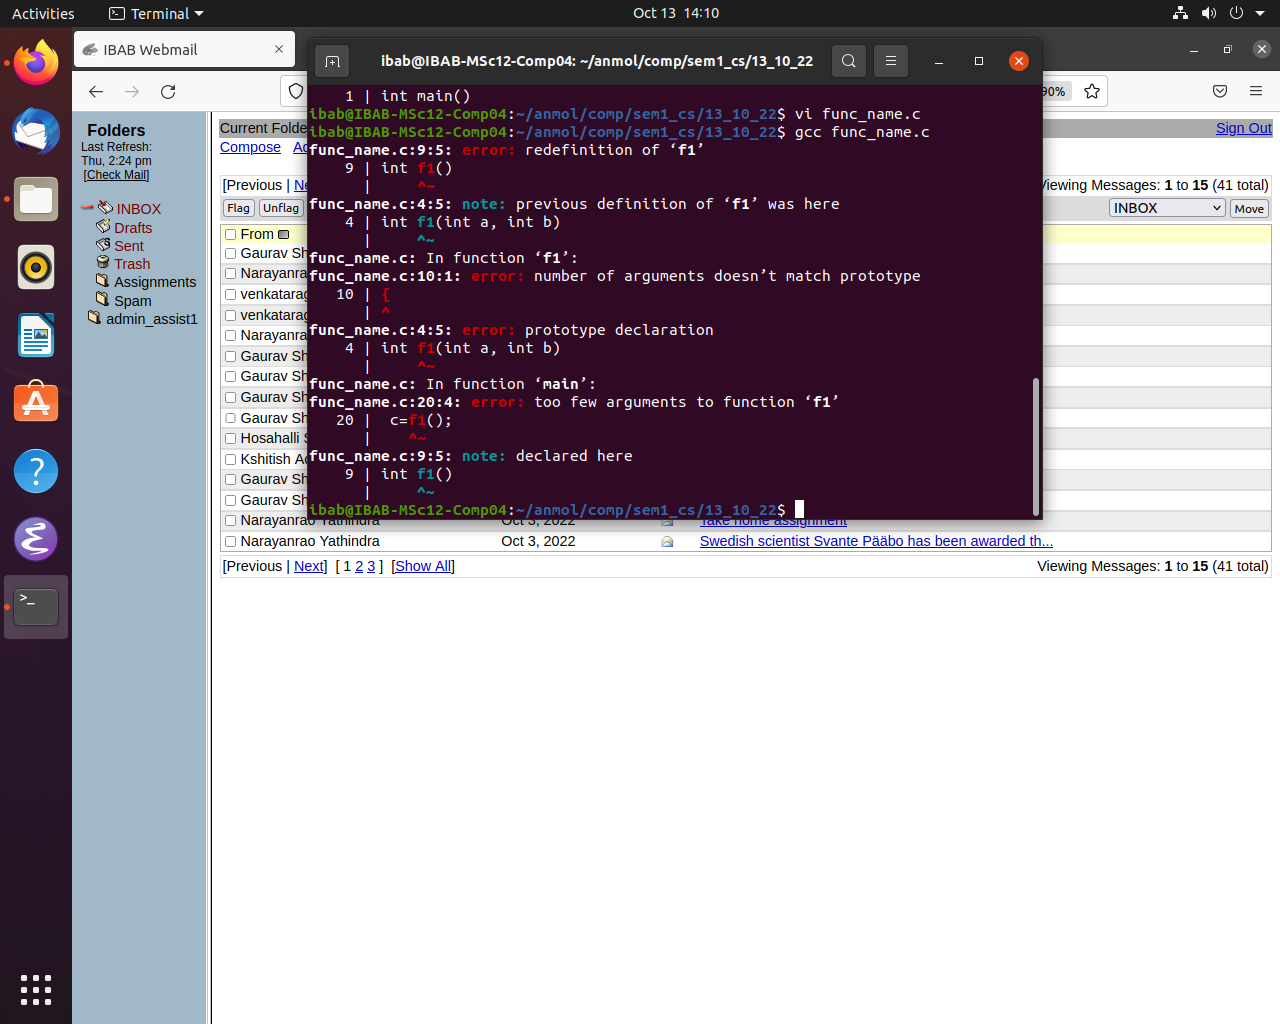 Activities
Terminal
Oct 13 14:10
IBAB Webmail
ibab@IBAB-MSc12-Comp04: ~/anmol/comp/sem1_cs/13_10_22
90%
Folders
Last Refresh:
Thu, 2:24 pm
[Check Mail]
INBOX
Drafts
Sent
Trash
Assignments
Spam
admin_assist1
1 | int main()
ibab@IBAB-MSc12-Comp04:~/anmol/comp/sem1_cs/13_10_22$ vi func_name.c
ibab@IBAB-MSc12-Comp04:~/anmol/comp/sem1_cs/13_10_22$ gcc func_name.c
func_name.c:9:5: error: redefinition of ‘f1’
9 | int f1()
| ^~
func_name.c:4:5: note: previous definition of ‘f1’ was here
4 | int f1(int a, int b)
| ^~
func_name.c: In function ‘f1’:
func_name.c:10:1: error: number of arguments doesn’t match prototype
10 | {
| ^
func_name.c:4:5: error: prototype declaration
4 | int f1(int a, int b)
| ^~
func_name.c: In function ‘main’:
func_name.c:20:4: error: too few arguments to function ‘f1’
20 | c=f1();
| ^~
func_name.c:9:5: note: declared here
9 | int f1()
| ^~
ibab@IBAB-MSc12-Comp04:~/anmol/comp/sem1_cs/13_10_22$
Current Folde
Sign Out
Compose
[Previous | Ne
Viewing Messages: 1 to 15 (41 total)
Flag Unflag
INBOX Move
From
Gaurav Sh
Narayanra
venkatarag
venkatarag
Narayanra
Gaurav Sh
Gaurav Sh
Gaurav Sh
Gaurav Sh
Hosahalli S
Kshitish Ac
Gaurav Sh
Gaurav Sh
Narayanrao Yathindra Oct 3, 2022 Take home assignment
Narayanrao Yathindra Oct 3, 2022 Swedish scientist Svante Pääbo has been awarded th...
[Previous | Next] [ 1 2 3 ] [Show All]
Viewing Messages: 1 to 15 (41 total)